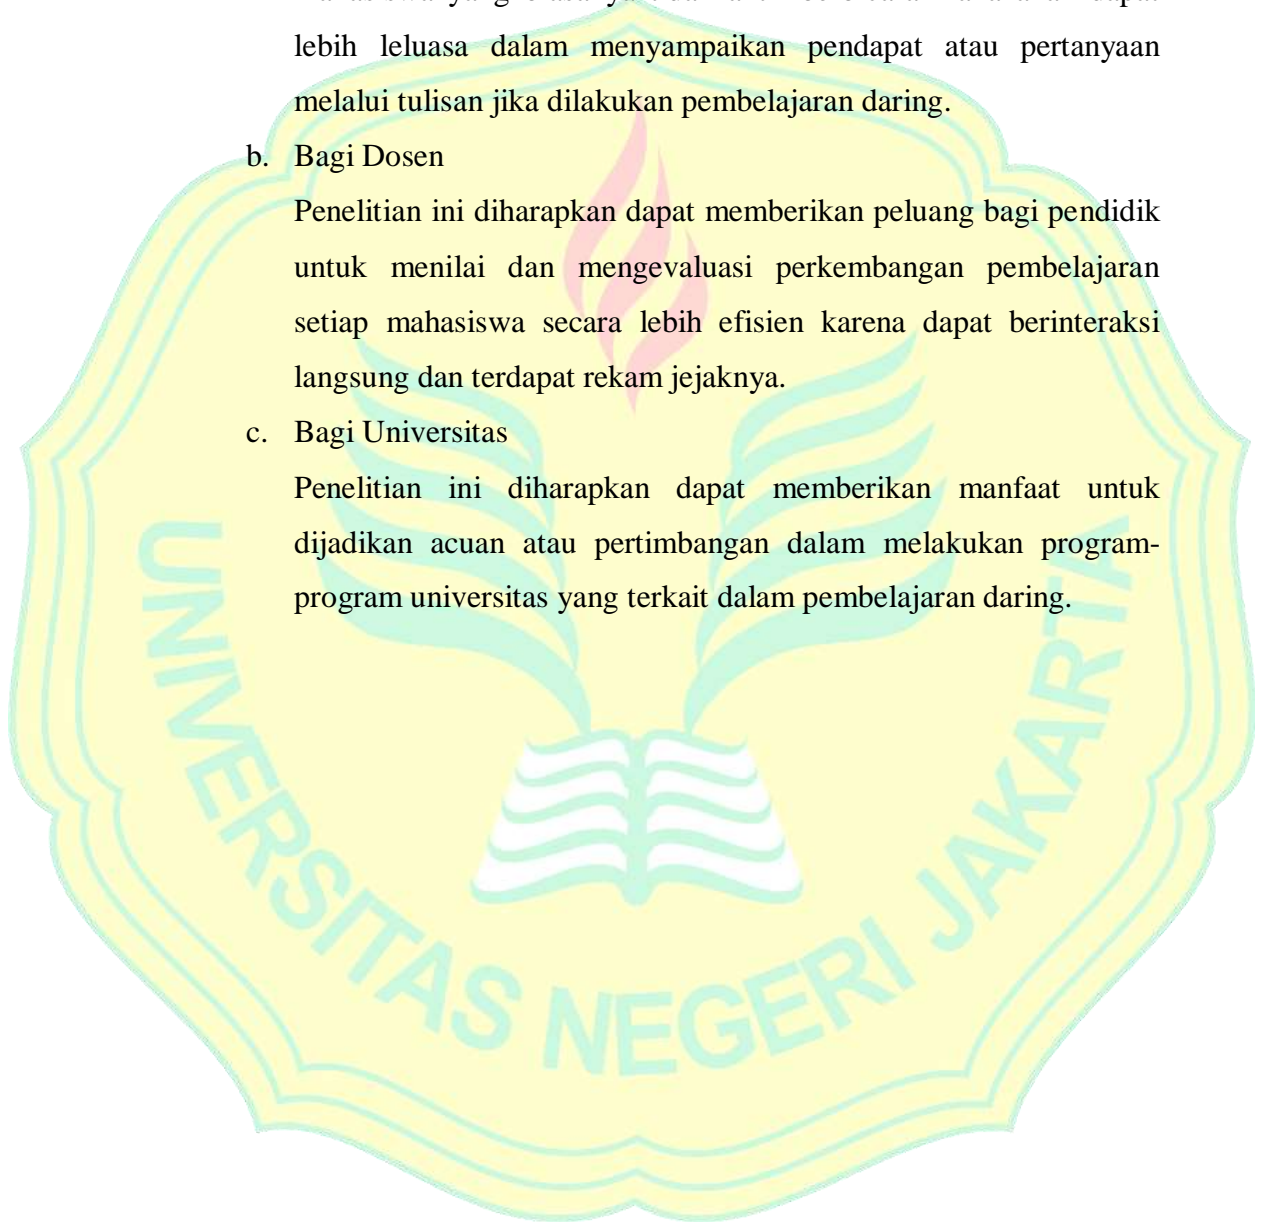 lebih leluasa dalam menyampaikan pendapat atau pertanyaan
melalui tulisan jika dilakukan pembelajaran daring.
b. Bagi Dosen
Penelitian ini diharapkan dapat memberikan peluang bagi pendidik
untuk menilai dan mengevaluasi perkembangan pembelajaran
setiap mahasiswa secara lebih efisien karena dapat berinteraksi
langsung dan terdapat rekam jejaknya.
c. Bagi Universitas
Penelitian ini diharapkan dapat memberikan manfaat untuk
dijadikan acuan atau pertimbangan dalam melakukan program-
program universitas yang terkait dalam pembelajaran daring.
UNIVERSITAS NEGERI JAKARTA